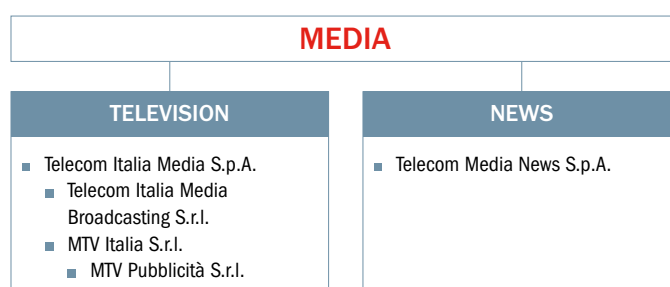 MEDIA
TELEVISION
Telecom Italia Media S.p.A.
Telecom Italia Media
Broadcasting S.r.l.
MTV Italia S.r.l.
MTV Pubblicità S.r.l.
NEWS
Telecom Media News S.p.A.